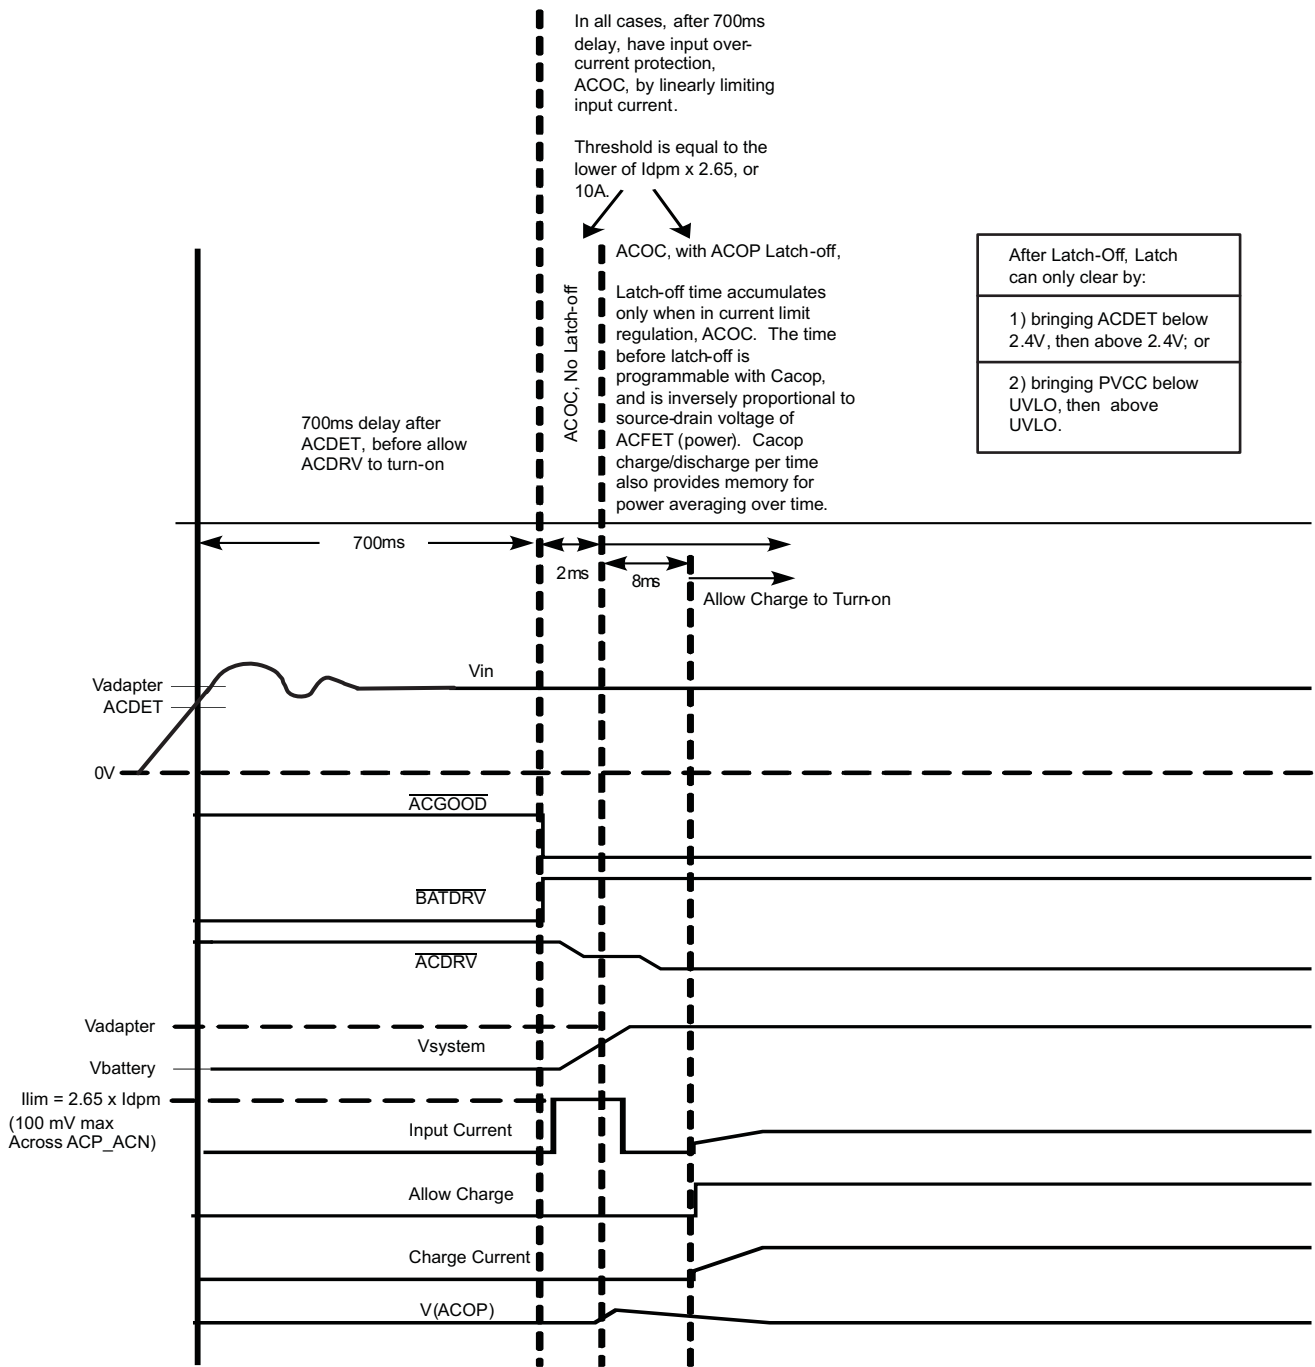 In all cases, after 700ms
delay, have input over-
current protection,
ACOC, by linearly limiting
input current.
Threshold is equal to the
lower of Idpm x 2.65, or
10A.
ACOC, No Latch-off
ACOC, with ACOP Latch-off,
Latch-off time accumulates
only when in current limit
regulation, ACOC. The time
before latch-off is
programmable with Cacop,
and is inversely proportional to
source-drain voltage of
ACFET (power). Cacop
charge/discharge per time
also provides memory for
power averaging over time.
After Latch-Off, Latch
can only clear by:
1) bringing ACDET below
2.4V, then above 2.4V; or
2) bringing PVCC below
UVLO, then above
UVLO.
700ms delay after
ACDET, before allow
ACDRV to turn-on
700ms
2ms
8ms
Allow Charge to Turn-on
Vin
Vadapter
ACDET
0V
ACGOOD
BATDRV
ACDRV
Vadapter
Vsystem
Vbattery
Ilim = 2.65 x Idpm
(100 mV max
Across ACP_ACN)
Input Current
Allow Charge
Charge Current
V(ACOP)